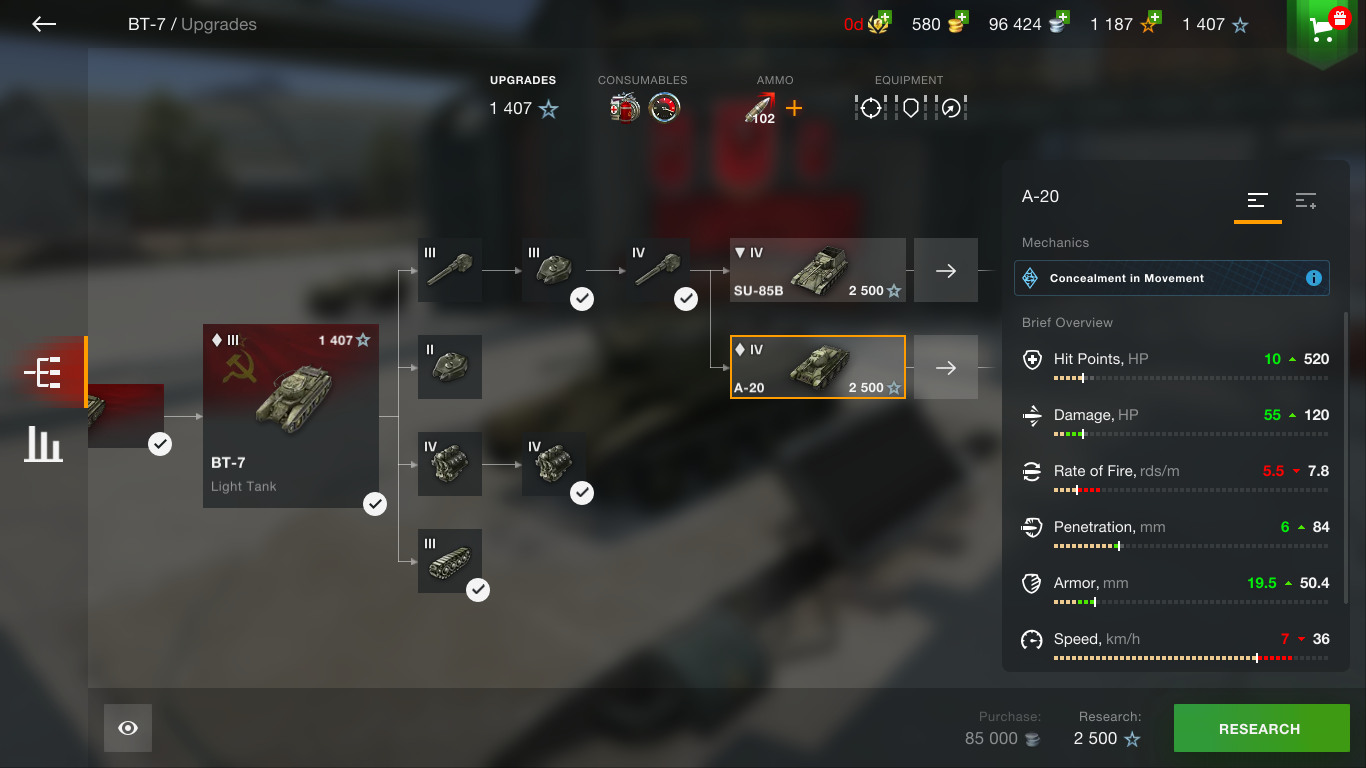 BT-7 / Upgrades
0d
580
96 424
1 187
1 407
UPGRADES
1 407
CONSUMABLES
AMMO
102
EQUIPMENT
III
III
IV
IV
SU-85B
2 500
II
IV
A-20
2 500
III
1 407
BT-7
Light Tank
IV
IV
III
A-20
Mechanics
Concealment in Movement
Brief Overview
Hit Points, HP 10 520
Damage, HP 55 120
Rate of Fire, rds/m 5.5 7.8
Penetration, mm 6 84
Armor, mm 19.5 50.4
Speed, km/h 7 36
Purchase:
85 000
Research:
2 500
RESEARCH